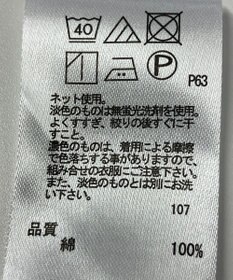 40
P
P63
ネット使用。
淡色のものは無蛍光洗剤を使用。
よくすすぎ、絞りの後すぐに干
すこと。
濃色のものは、着用による摩擦
で色落ちする事がありますので、
組み合せの衣服にご注意下さい。
また、淡色のものとは別にお洗
い下さい。
107
品質
綿 100%